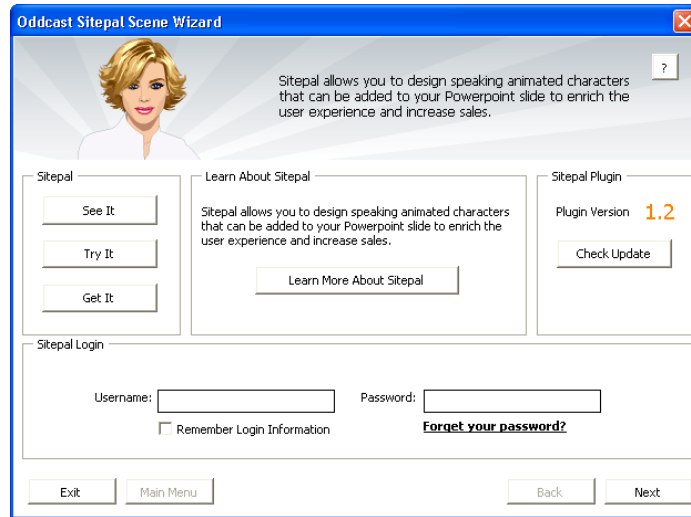 Oddcast Sitepal Scene Wizard
Sitepal allows you to design speaking animated characters
that can be added to your Powerpoint slide to enrich the
user experience and increase sales.
?
Sitepal
See It
Try It
Get It
Learn About Sitepal
Sitepal allows you to design speaking animated characters
that can be added to your Powerpoint slide to enrich the
user experience and increase sales.
Learn More About Sitepal
Sitepal Plugin
Plugin Version 1.2
Check Update
Sitepal Login
Username:
Password:
Remember Login Information
Forget your password?
Exit
Main Menu
Back
Next